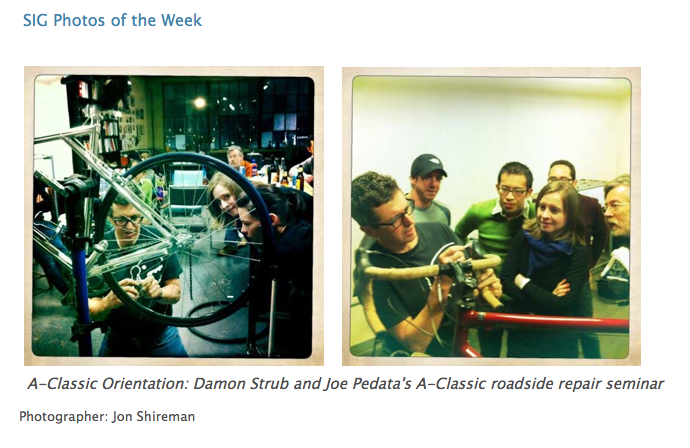 SIG Photos of the Week
A-Classic Orientation: Damon Strub and Joe Pedata's A-Classic roadside repair seminar
Photographer: Jon Shireman